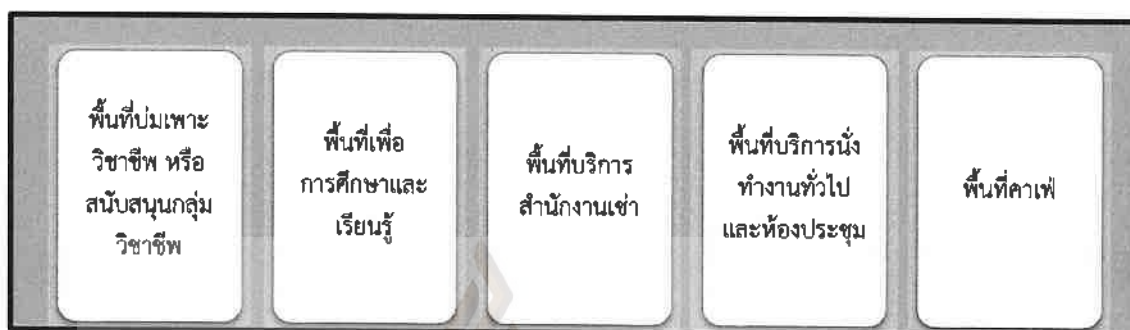 พื้นที่บ่มเพาะ
วิชาชีพ หรือ
สนับสนุนกลุ่ม
วิชาชีพ
พื้นที่เพื่อ
การศึกษาและ
เรียนรู้
พื้นที่บริการ
สำนักงานเช่า
พื้นที่บริการนั่ง
ทำงานทั่วไป
และห้องประชุม
พื้นที่คาเฟ่